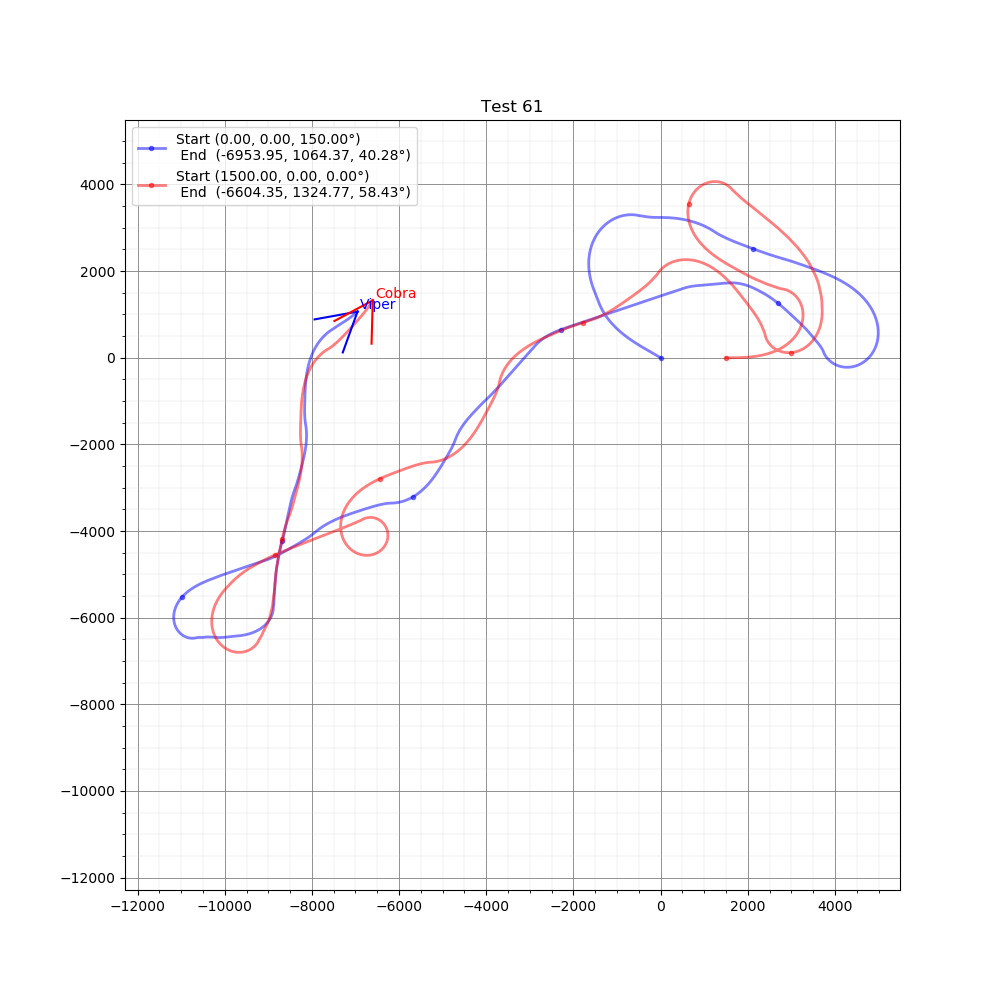 Test 61
Start (0.00, 0.00, 150.00°)
End (-6953.95, 1064.37, 40.28°)
Start (1500.00, 0.00, 0.00°)
End (-6604.35, 1324.77, 58.43°)
4000
2000
Cobra
Viper
0
−2000
−4000
−6000
−8000
−10000
−12000
−12000 −10000 −8000 −6000 −4000 −2000 0 2000 4000